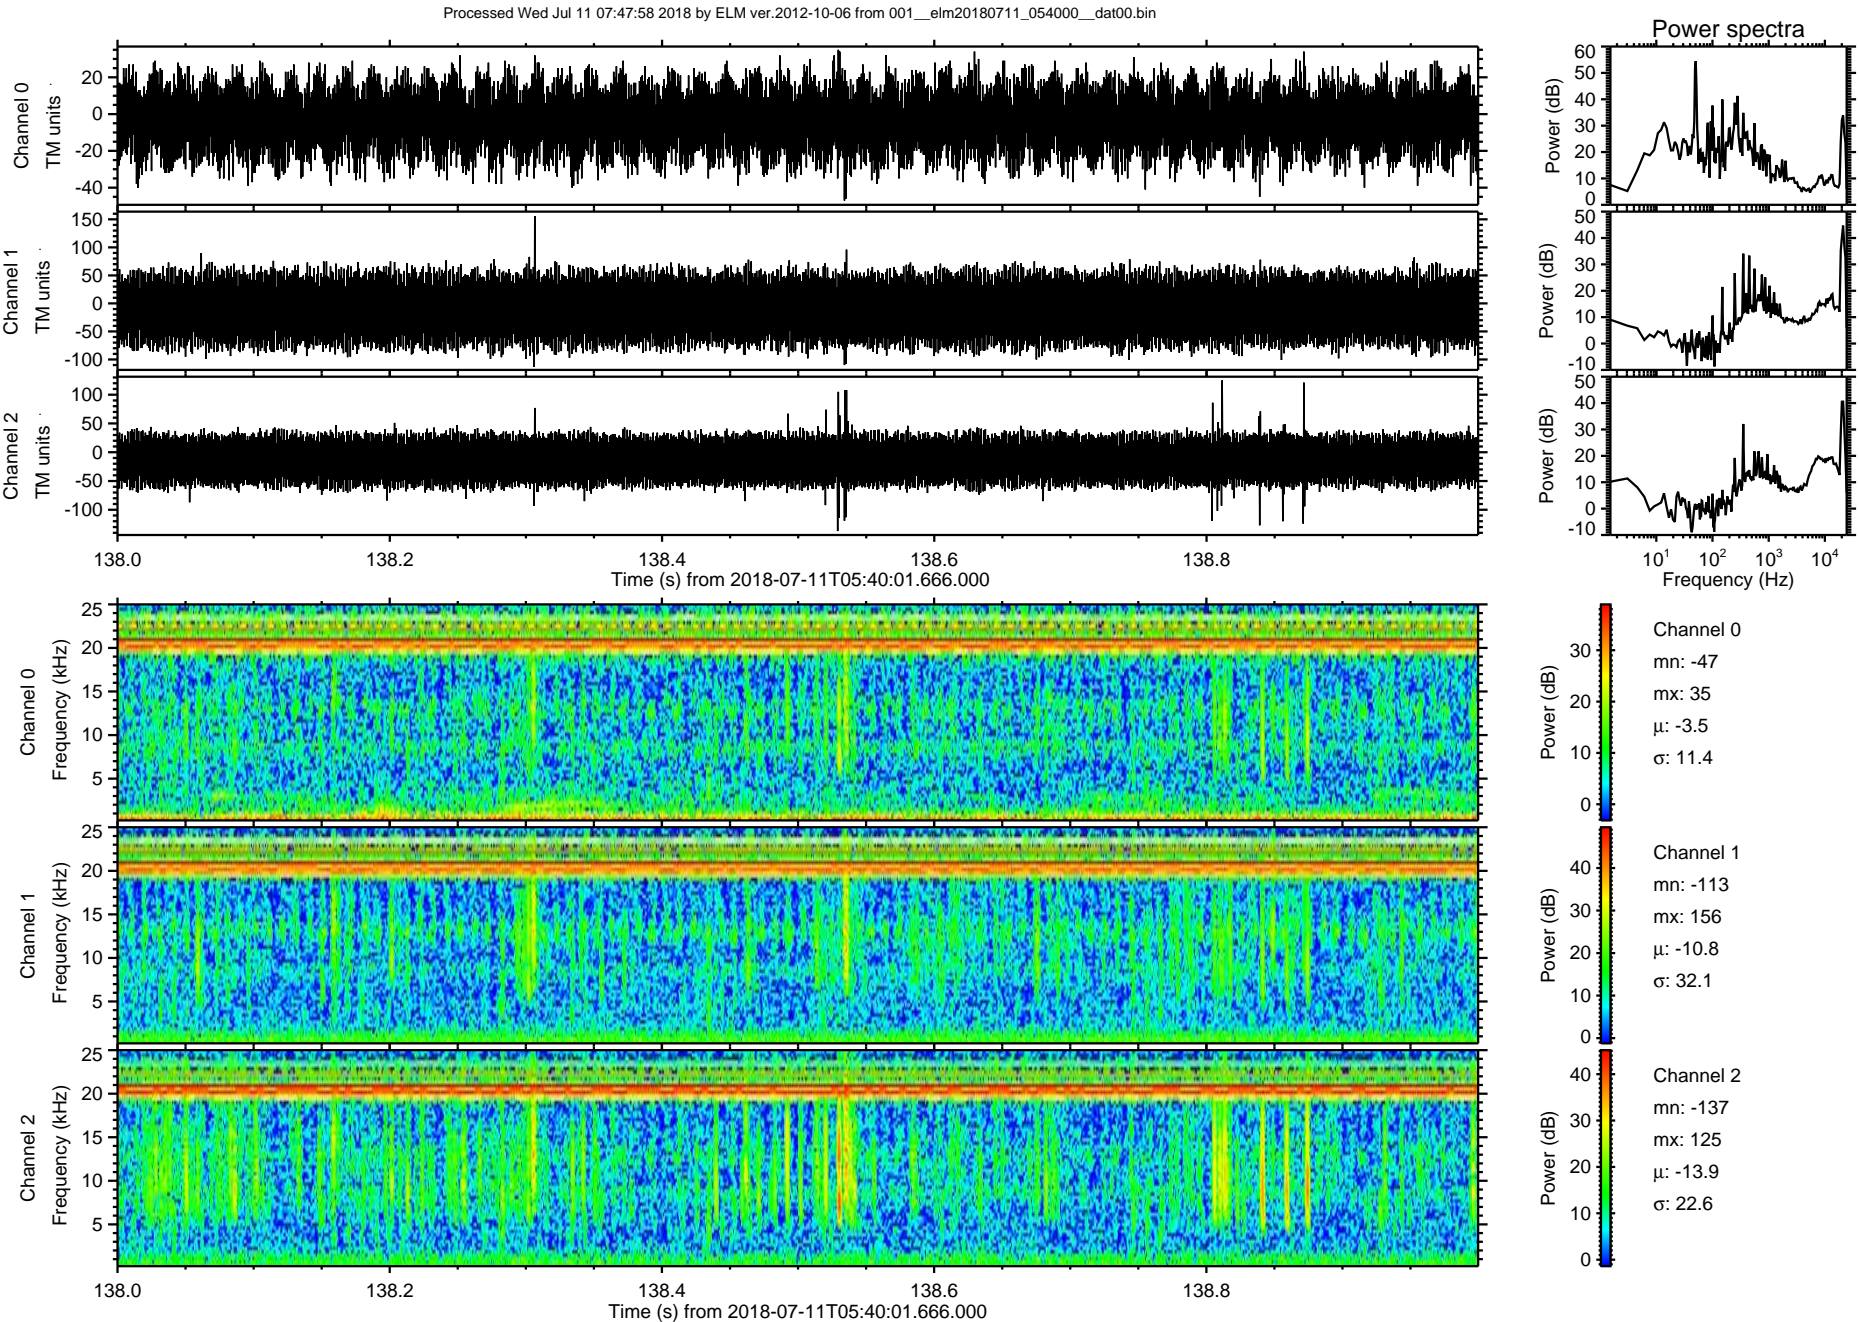 Processed Wed Jul 11 07:47:58 2018 by ELM ver.2012-10-06 from 001__elm20180711_054000__dat00.bin
Power spectra
Channel 0
TM units
20
0
-20
-40
Power (dB)
60
50
40
30
20
10
0
Channel 1
TM units
150
100
50
0
-50
-100
Power (dB)
50
40
30
20
10
0
-10
Channel 2
TM units
100
50
0
-50
-100
Power (dB)
50
40
30
20
10
0
-10
138.0 138.2 138.4 138.6 138.8
Time (s) from 2018-07-11T05:40:01.666.000
10¹ 10² 10³ 10⁴
Frequency (Hz)
Channel 0
Frequency (kHz)
25
20
15
10
5
Power (dB)
30
20
10
0
Channel 0
mn: -47
mx: 35
μ: -3.5
σ: 11.4
Channel 1
Frequency (kHz)
25
20
15
10
5
Power (dB)
40
30
20
10
0
Channel 1
mn: -113
mx: 156
μ: -10.8
σ: 32.1
Channel 2
Frequency (kHz)
25
20
15
10
5
Power (dB)
40
30
20
10
0
Channel 2
mn: -137
mx: 125
μ: -13.9
σ: 22.6
138.0 138.2 138.4 138.6 138.8
Time (s) from 2018-07-11T05:40:01.666.000